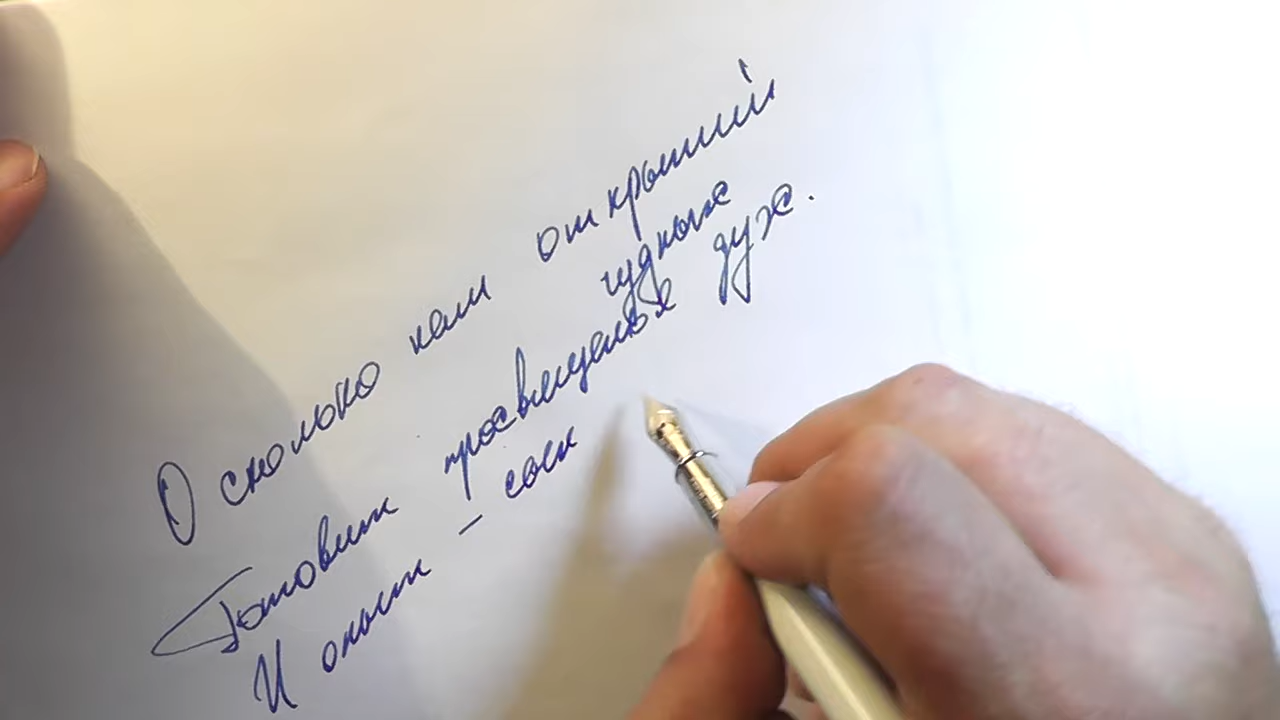 О сколько нам открытий
чудных
Готовит просвещенья дух.
И опыт - сын